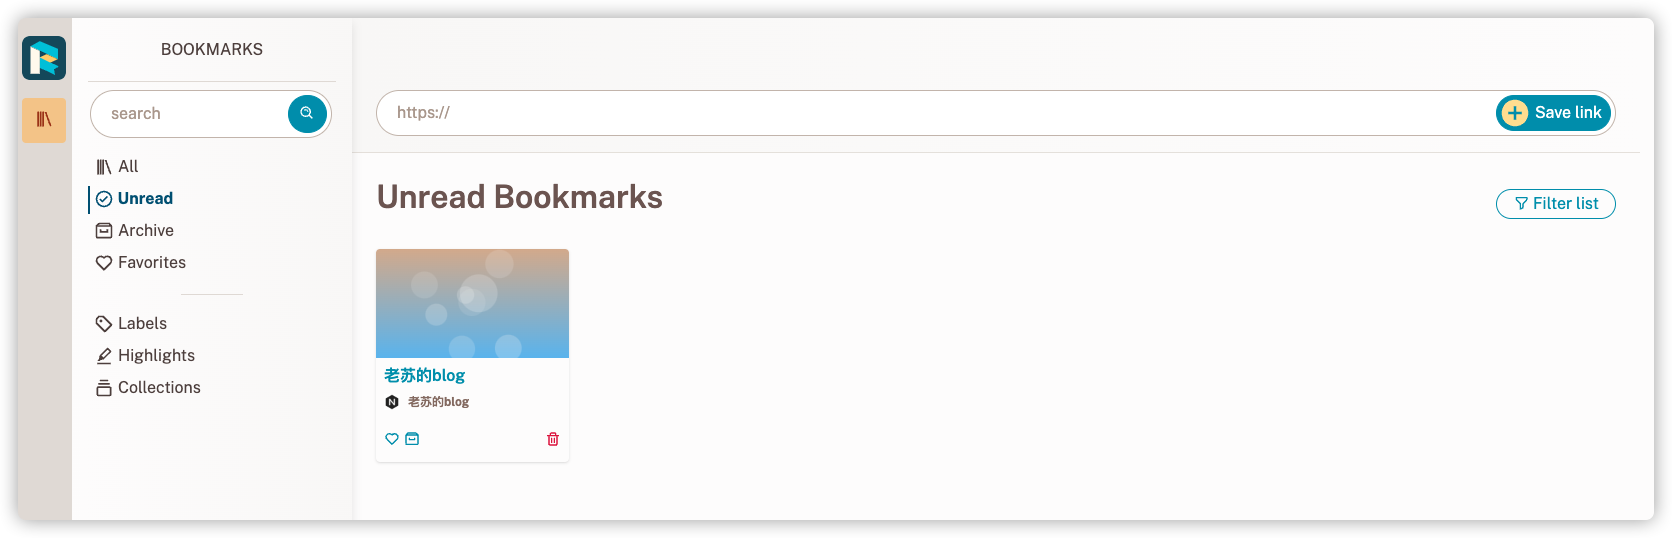 BOOKMARKS
search
All
Unread
Archive
Favorites
Labels
Highlights
Collections
https://
Save link
Unread Bookmarks
Filter list
老苏的blog
老苏的blog